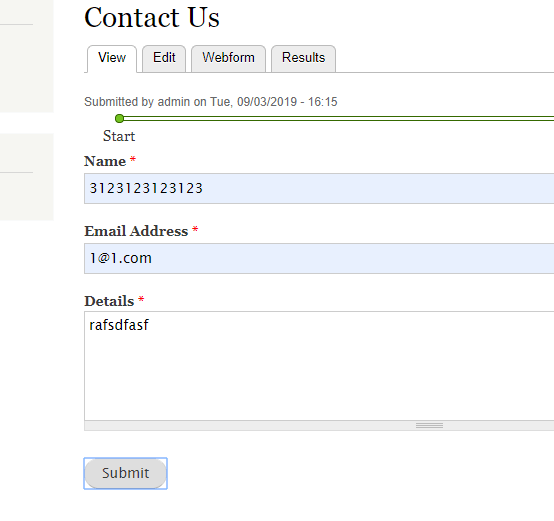 Contact Us
View Edit Webform Results
Submitted by admin on Tue, 09/03/2019 - 16:15
Start
Name *
3123123123123
Email Address *
1@1.com
Details *
rafsdfasf
Submit